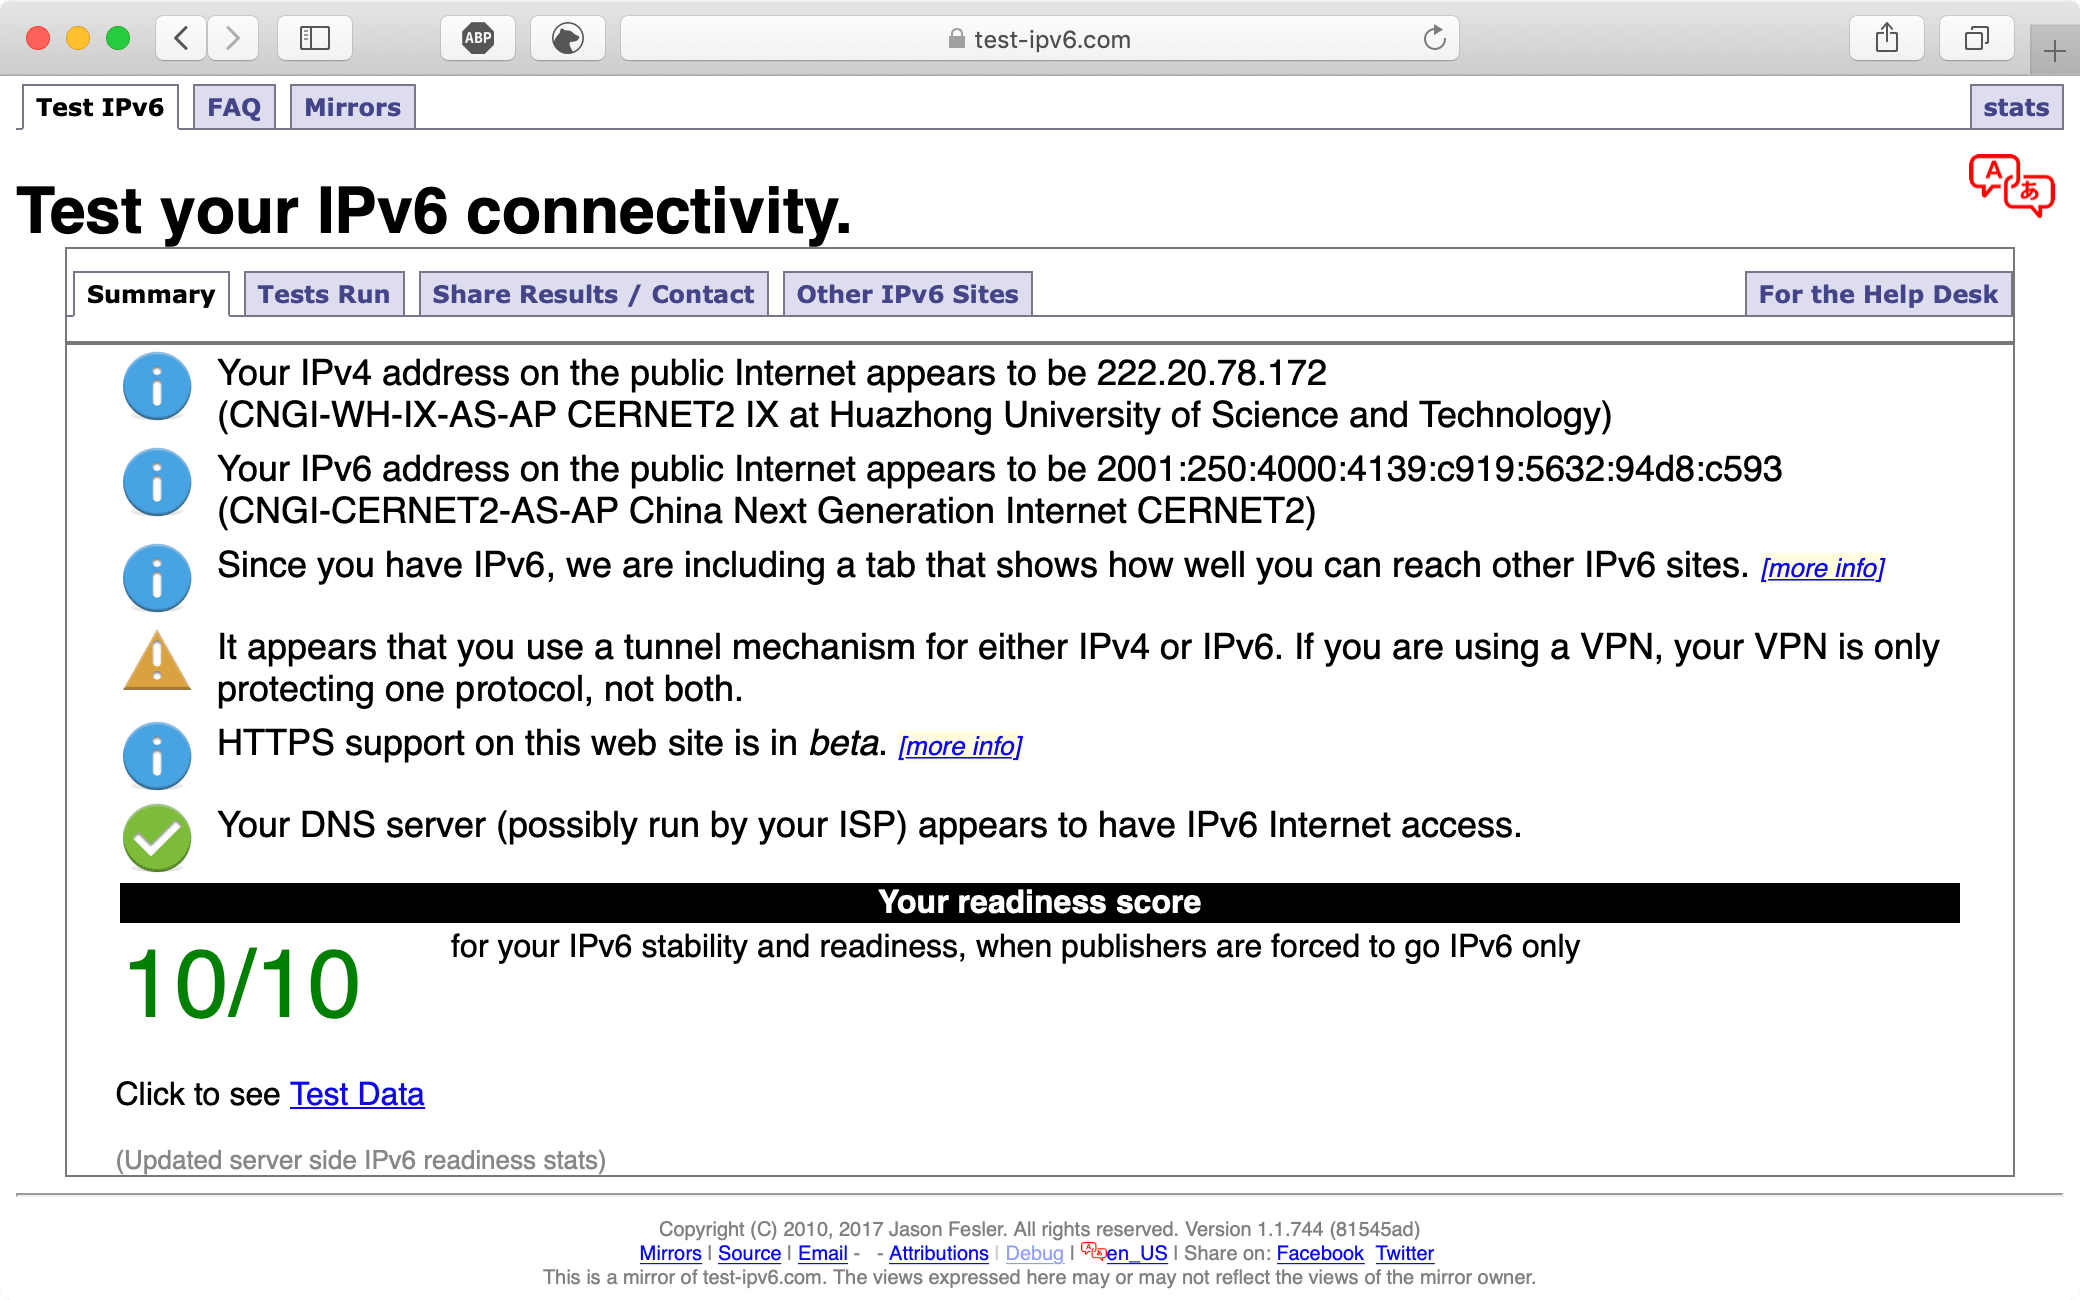 ABP
test-ipv6.com
Test IPv6
FAQ
Mirrors
stats
A
あ
Test your IPv6 connectivity.
Summary
Tests Run
Share Results / Contact
Other IPv6 Sites
For the Help Desk
Your IPv4 address on the public Internet appears to be 222.20.78.172
(CNGI-WH-IX-AS-AP CERNET2 IX at Huazhong University of Science and Technology)
Your IPv6 address on the public Internet appears to be 2001:250:4000:4139:c919:5632:94d8:c593
(CNGI-CERNET2-AS-AP China Next Generation Internet CERNET2)
Since you have IPv6, we are including a tab that shows how well you can reach other IPv6 sites. [more info]
It appears that you use a tunnel mechanism for either IPv4 or IPv6. If you are using a VPN, your VPN is only
protecting one protocol, not both.
HTTPS support on this web site is in beta. [more info]
Your DNS server (possibly run by your ISP) appears to have IPv6 Internet access.
Your readiness score
10/10
for your IPv6 stability and readiness, when publishers are forced to go IPv6 only
Click to see Test Data
(Updated server side IPv6 readiness stats)
Copyright (C) 2010, 2017 Jason Fesler. All rights reserved. Version 1.1.744 (81545ad)
Mirrors | Source | Email - - Attributions | Debug | en_US | Share on: Facebook Twitter
This is a mirror of test-ipv6.com. The views expressed here may or may not reflect the views of the mirror owner.